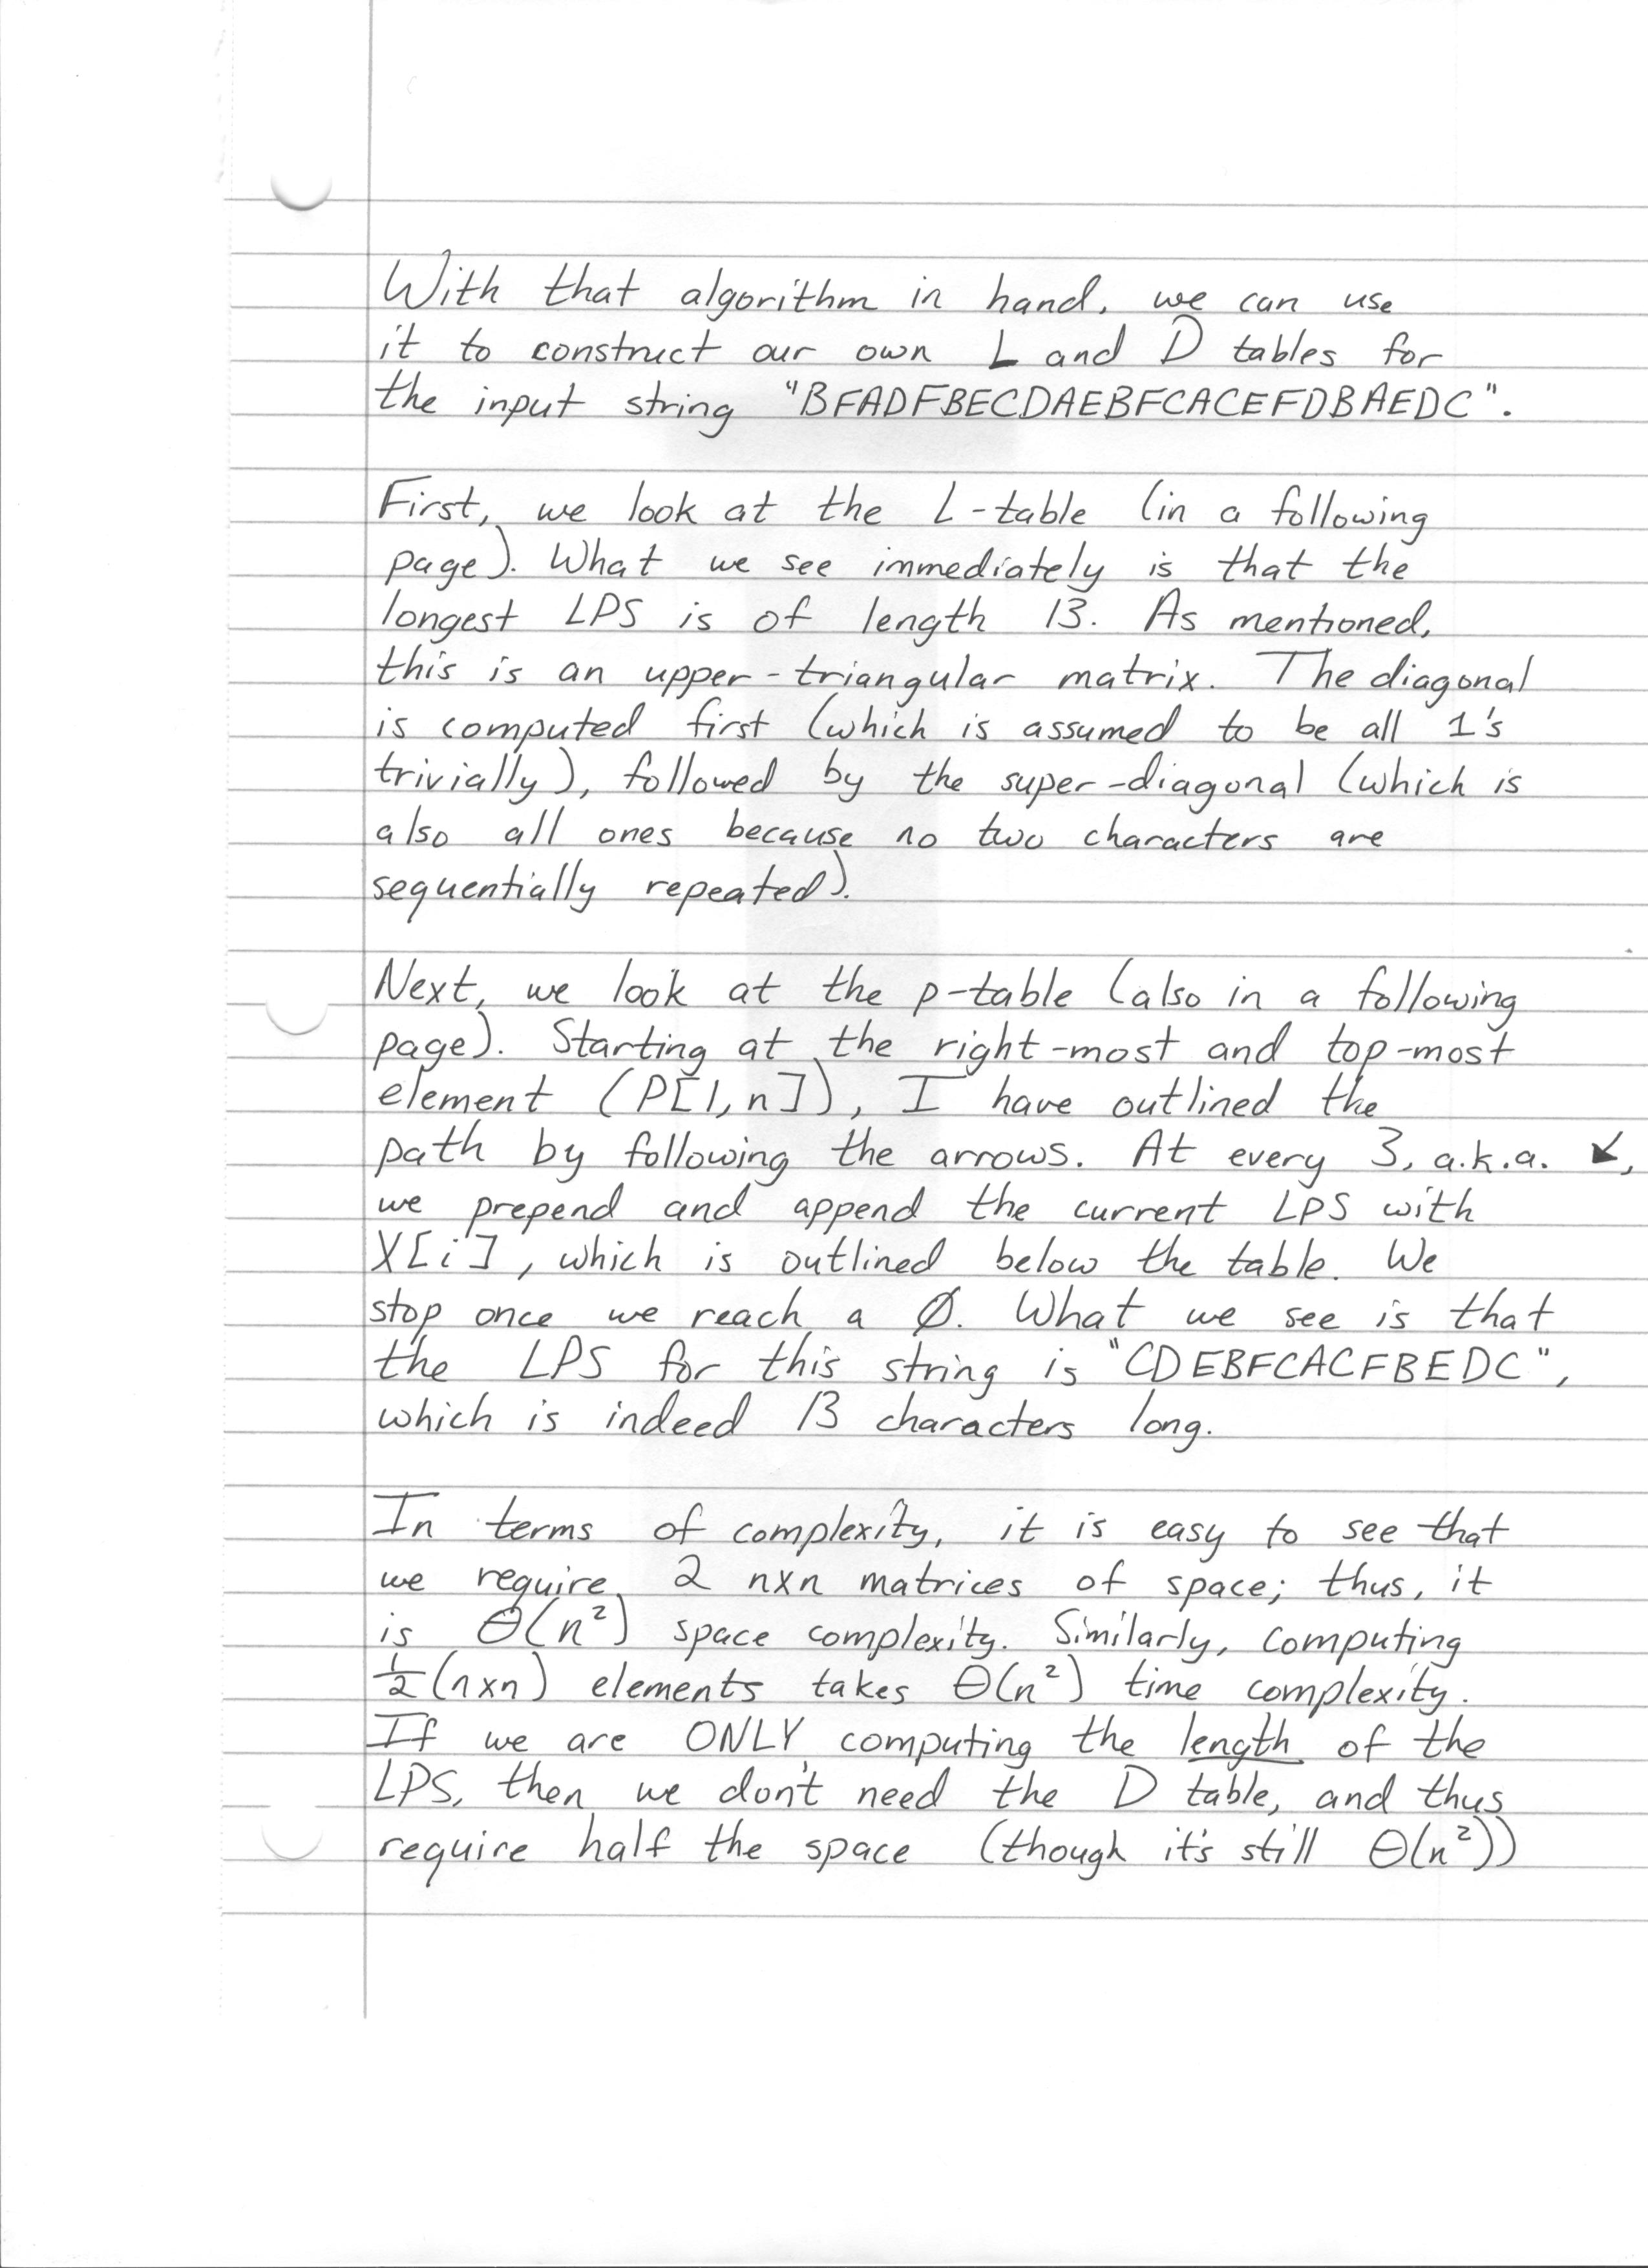 With that algorithm in hand, we can use
it to construct our own L and D tables for
the input string "BFADFBECDAEBFCACEFDBAEDC".
First, we look at the L-table (in a following
page). What we see immediately is that the
longest LPS is of length 13. As mentioned,
this is an upper-triangular matrix. The diagonal
is computed first (which is assumed to be all 1's
trivially), followed by the super-diagonal (which is
also all ones because no two characters are
sequentially repeated).
Next, we look at the p-table (also in a following
page). Starting at the right-most and top-most
element (P[1,n]), I have outlined the
path by following the arrows. At every 3, a.k.a. ↙,
we prepend and append the current LPS with
X[i], which is outlined below the table. We
stop once we reach a Ø. What we see is that
the LPS for this string is "CDEBFCACFBEDC",
which is indeed 13 characters long.
In terms of complexity, it is easy to see that
we require 2 nxn matrices of space; thus, it
is Θ(n²) space complexity. Similarly, computing
½(nxn) elements takes Θ(n²) time complexity.
If we are ONLY computing the length of the
LPS, then we don't need the D table, and thus
require half the space (though it's still Θ(n²))